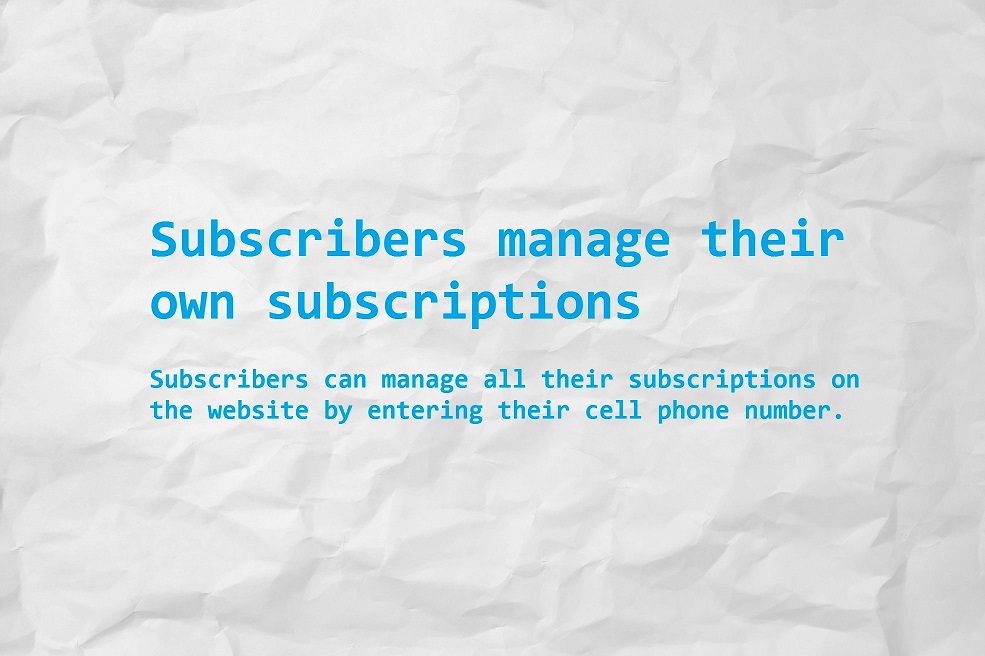 Subscribers manage their
own subscriptions
Subscribers can manage all their subscriptions on
the website by entering their cell phone number.